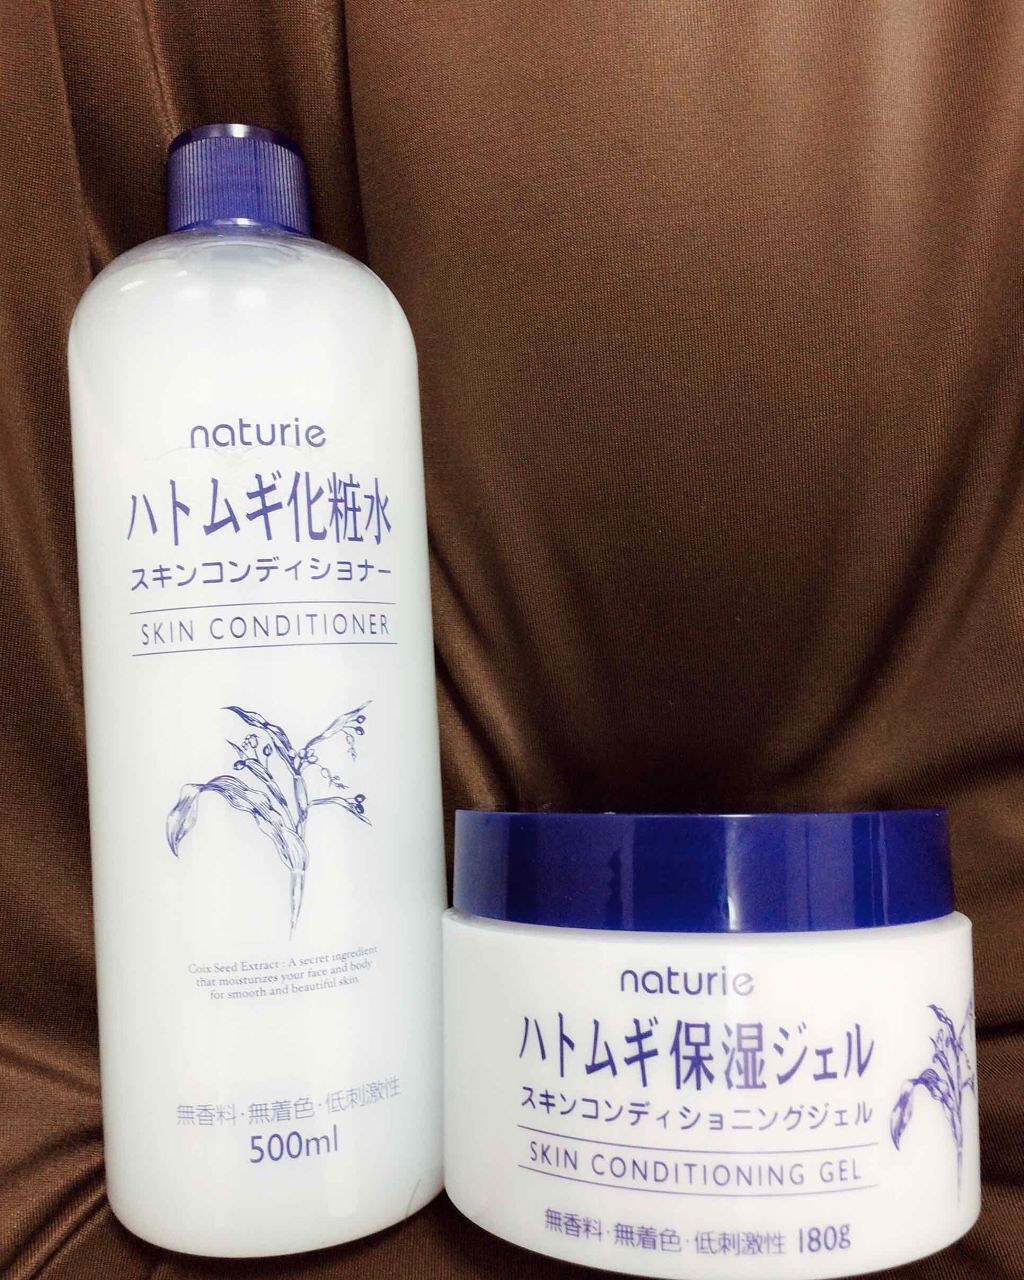 naturie
ハトムギ化粧水
スキンコンディショナー
SKIN CONDITIONER
Coix Seed Extract : A secret ingredient
that moisturizes your face and body
for smooth and beautiful skin.
無香料・無着色・低刺激性
500ml
naturie
ハトムギ保湿ジェル
スキンコンディショニングジェル
SKIN CONDITIONING GEL
無香料・無着色・低刺激性 180g